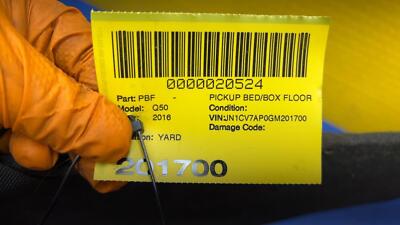 0000020524
Part: PBF - PICKUP BED/BOX FLOOR
Model: Q50 Condition:
2016 VIN:JN1CV7AP0GM201700
Damage Code:
YARD
201700